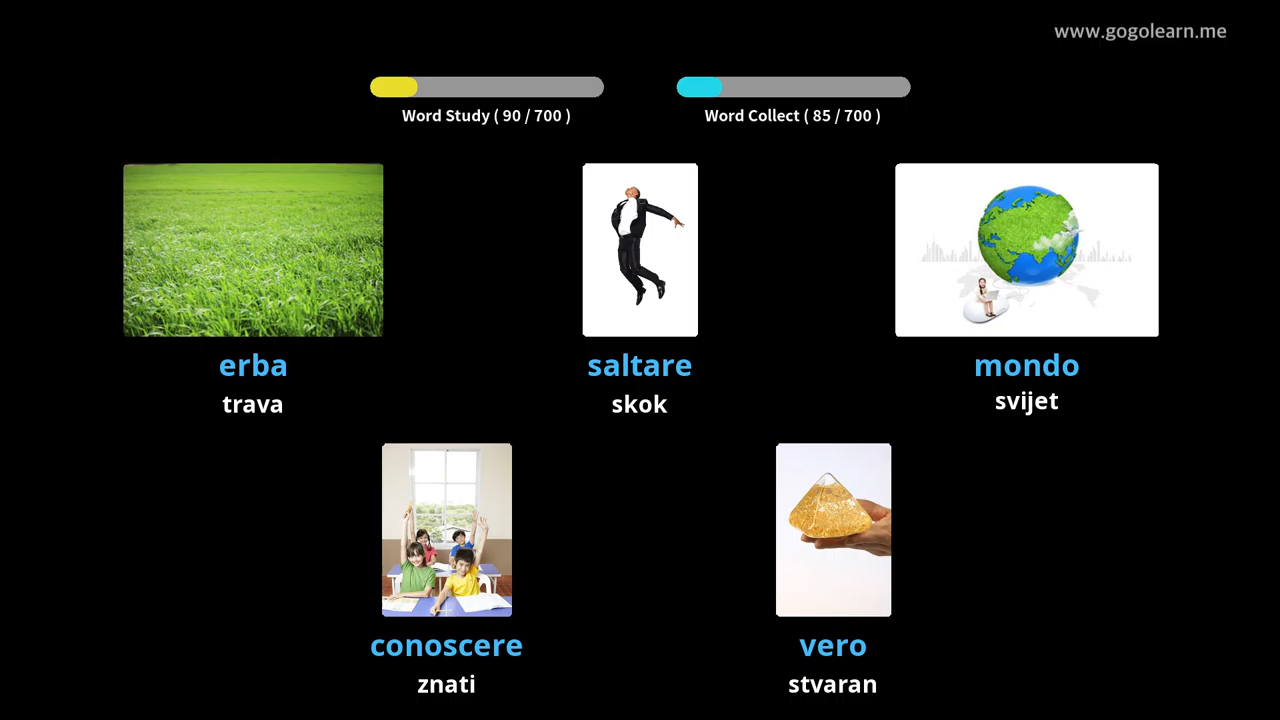 www.gogolearn.me
Word Study ( 90 / 700 )
Word Collect ( 85 / 700 )
erba
saltare
mondo
trava
skok
svijet
conoscere
vero
znati
stvaran